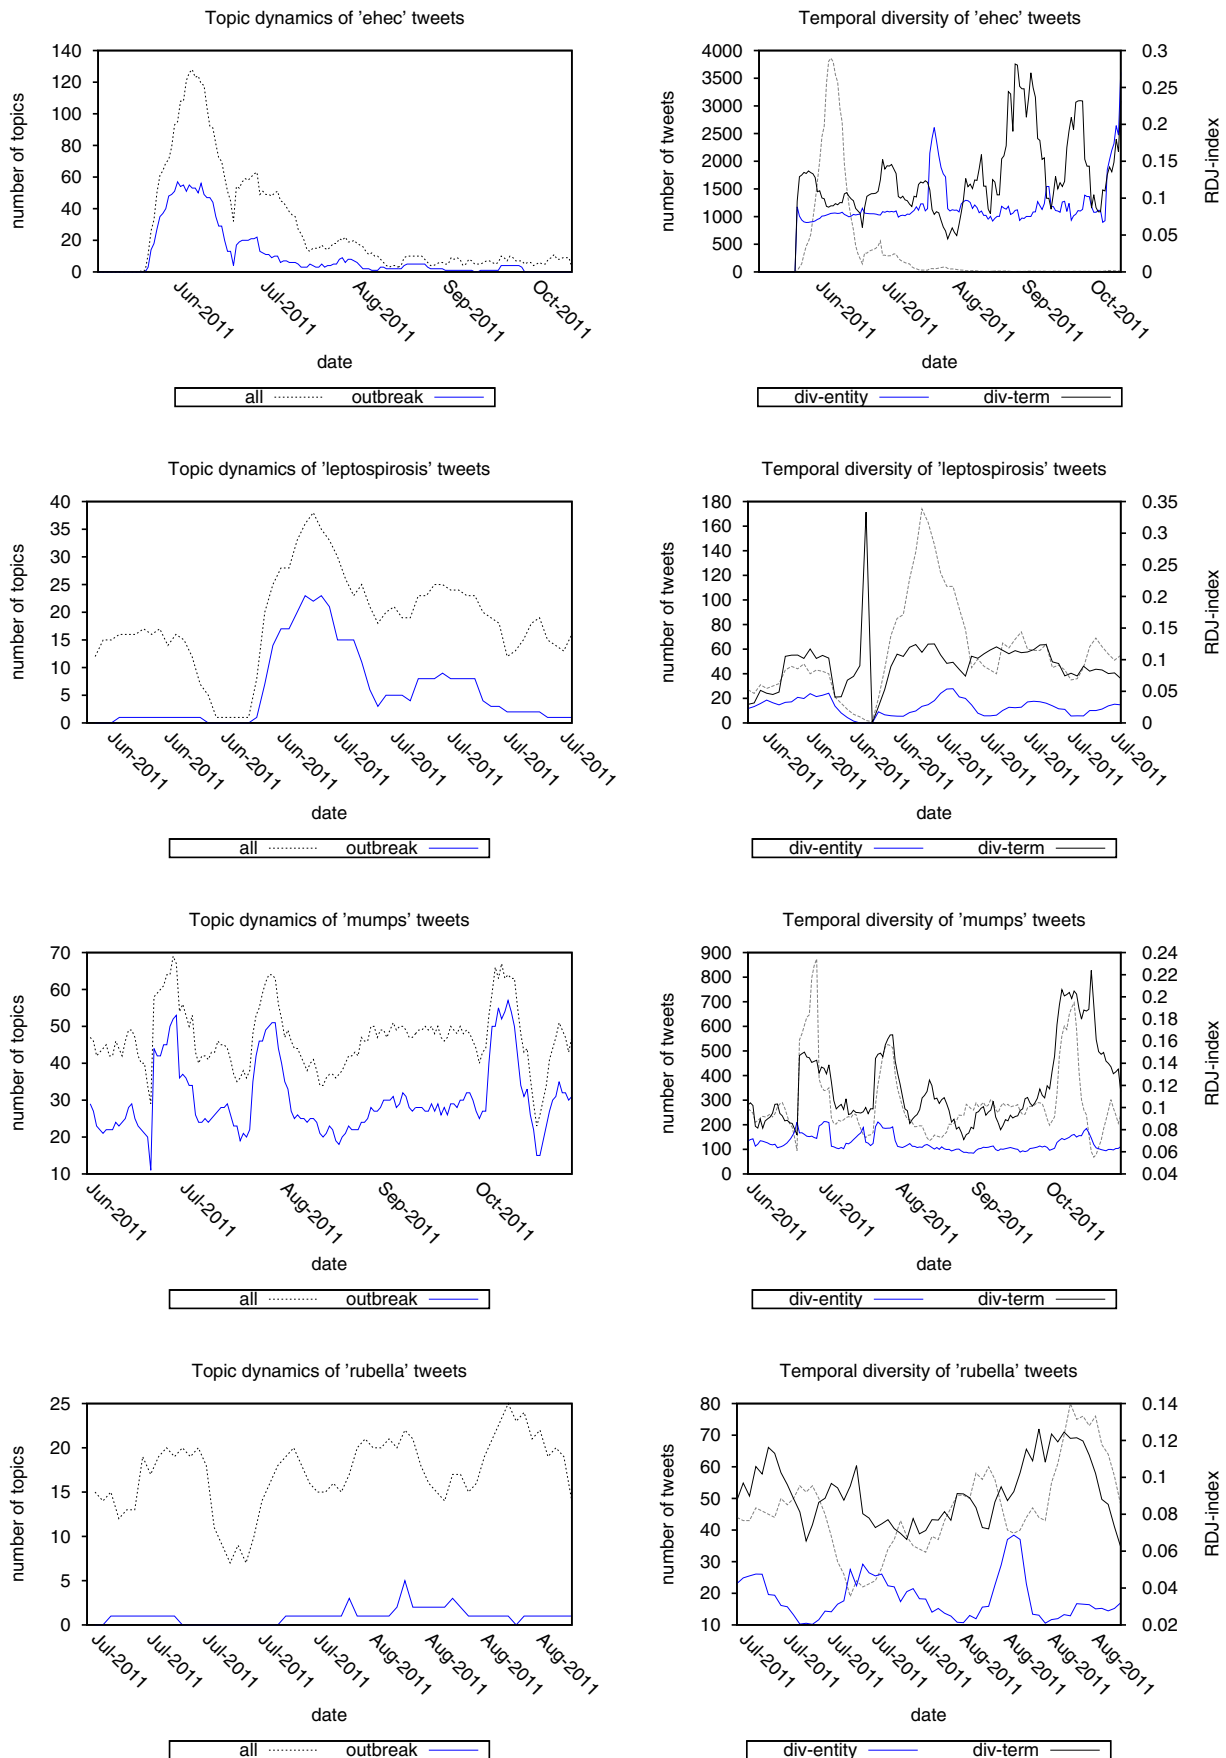 Topic dynamics of 'ehec' tweets
number of topics
140
120
100
80
60
40
20
0
Jun-2011
Jul-2011
Aug-2011
Sep-2011
Oct-2011
date
all outbreak
Temporal diversity of 'ehec' tweets
number of tweets
4000
3500
3000
2500
2000
1500
1000
500
0
0.3
0.25
0.2
0.15
0.1
0.05
0
RDJ-index
Jun-2011
Jul-2011
Aug-2011
Sep-2011
Oct-2011
date
div-entity div-term
Topic dynamics of 'leptospirosis' tweets
number of topics
40
35
30
25
20
15
10
5
0
Jun-2011
Jun-2011
Jun-2011
Jun-2011
Jul-2011
Jul-2011
Jul-2011
Jul-2011
Jul-2011
date
all outbreak
Temporal diversity of 'leptospirosis' tweets
number of tweets
180
160
140
120
100
80
60
40
20
0
0.35
0.3
0.25
0.2
0.15
0.1
0.05
0
RDJ-index
Jun-2011
Jun-2011
Jun-2011
Jun-2011
Jul-2011
Jul-2011
Jul-2011
Jul-2011
Jul-2011
date
div-entity div-term
Topic dynamics of 'mumps' tweets
number of topics
70
60
50
40
30
20
10
Jun-2011
Jul-2011
Aug-2011
Sep-2011
Oct-2011
date
all outbreak
Temporal diversity of 'mumps' tweets
number of tweets
900
800
700
600
500
400
300
200
100
0
0.24
0.22
0.2
0.18
0.16
0.14
0.12
0.1
0.08
0.06
0.04
RDJ-index
Jun-2011
Jul-2011
Aug-2011
Sep-2011
Oct-2011
date
div-entity div-term
Topic dynamics of 'rubella' tweets
number of topics
25
20
15
10
5
0
Jul-2011
Jul-2011
Jul-2011
Jul-2011
Jul-2011
Aug-2011
Aug-2011
Aug-2011
Aug-2011
date
all outbreak
Temporal diversity of 'rubella' tweets
number of tweets
80
70
60
50
40
30
20
10
0.14
0.12
0.1
0.08
0.06
0.04
0.02
RDJ-index
Jul-2011
Jul-2011
Jul-2011
Jul-2011
Jul-2011
Aug-2011
Aug-2011
Aug-2011
Aug-2011
date
div-entity div-term